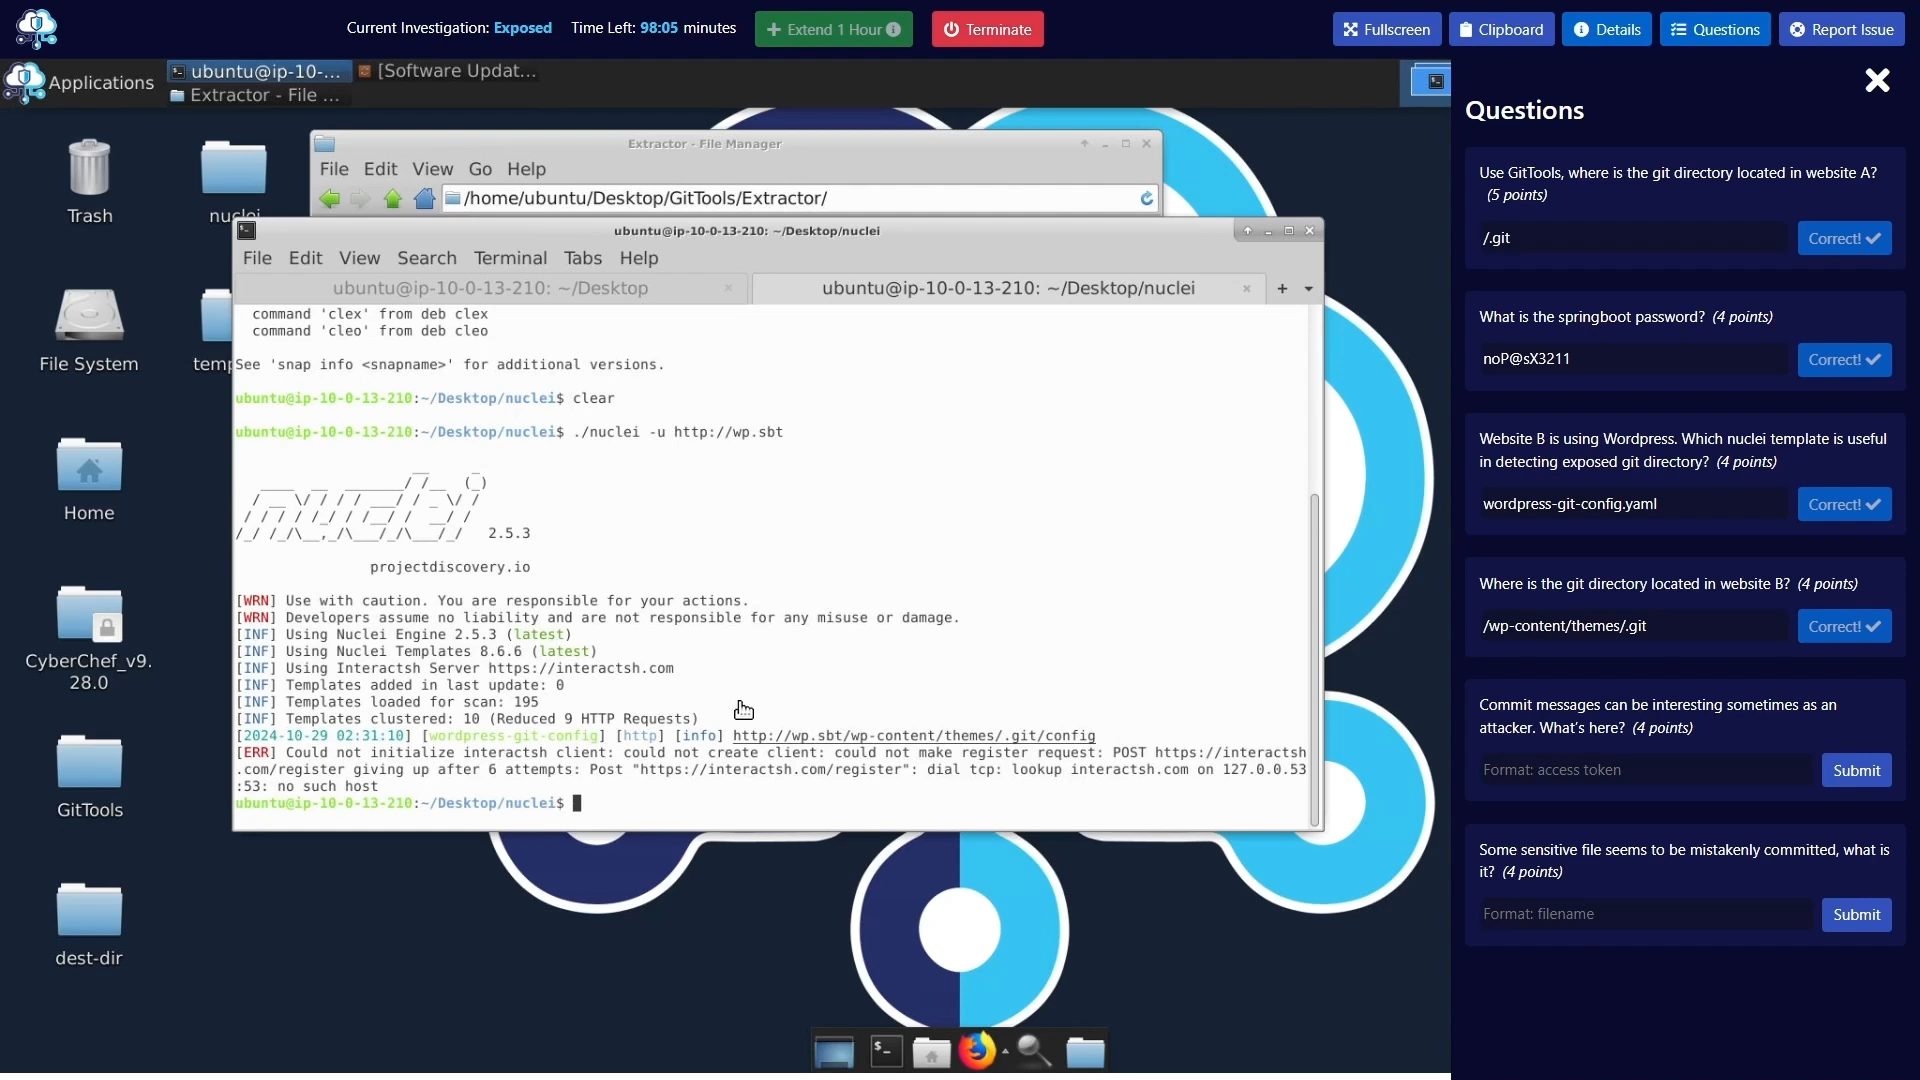 Current Investigation: Exposed
Time Left: 98:05 minutes
Extend 1 Hour
Terminate
Fullscreen
Clipboard
Details
Questions
Report Issue
Applications
ubuntu@ip-10-...
[Software Updat...
Extractor - File ...
Trash
nuclei
File System
temp
Home
CyberChef_v9.
28.0
GitTools
dest-dir
Extractor - File Manager
File Edit View Go Help
/home/ubuntu/Desktop/GitTools/Extractor/
ubuntu@ip-10-0-13-210: ~/Desktop/nuclei
File Edit View Search Terminal Tabs Help
ubuntu@ip-10-0-13-210: ~/Desktop
ubuntu@ip-10-0-13-210: ~/Desktop/nuclei
command 'clex' from deb clex
command 'cleo' from deb cleo
See 'snap info <snapname>' for additional versions.
ubuntu@ip-10-0-13-210:~/Desktop/nuclei$ clear
ubuntu@ip-10-0-13-210:~/Desktop/nuclei$ ./nuclei -u http://wp.sbt
2.5.3
projectdiscovery.io
[WRN] Use with caution. You are responsible for your actions.
[WRN] Developers assume no liability and are not responsible for any misuse or damage.
[INF] Using Nuclei Engine 2.5.3 (latest)
[INF] Using Nuclei Templates 8.6.6 (latest)
[INF] Using Interactsh Server https://interactsh.com
[INF] Templates added in last update: 0
[INF] Templates loaded for scan: 195
[INF] Templates clustered: 10 (Reduced 9 HTTP Requests)
[2024-10-29 02:31:10] [wordpress-git-config] [http] [info] http://wp.sbt/wp-content/themes/.git/config
[ERR] Could not initialize interactsh client: could not create client: could not make register request: POST https://interactsh
.com/register giving up after 6 attempts: Post "https://interactsh.com/register": dial tcp: lookup interactsh.com on 127.0.0.53
:53: no such host
ubuntu@ip-10-0-13-210:~/Desktop/nuclei$
Questions
Use GitTools, where is the git directory located in website A?
(5 points)
/.git
Correct!
What is the springboot password? (4 points)
noP@sX3211
Correct!
Website B is using Wordpress. Which nuclei template is useful
in detecting exposed git directory? (4 points)
wordpress-git-config.yaml
Correct!
Where is the git directory located in website B? (4 points)
/wp-content/themes/.git
Correct!
Commit messages can be interesting sometimes as an
attacker. What's here? (4 points)
Format: access token
Submit
Some sensitive file seems to be mistakenly committed, what is
it? (4 points)
Format: filename
Submit